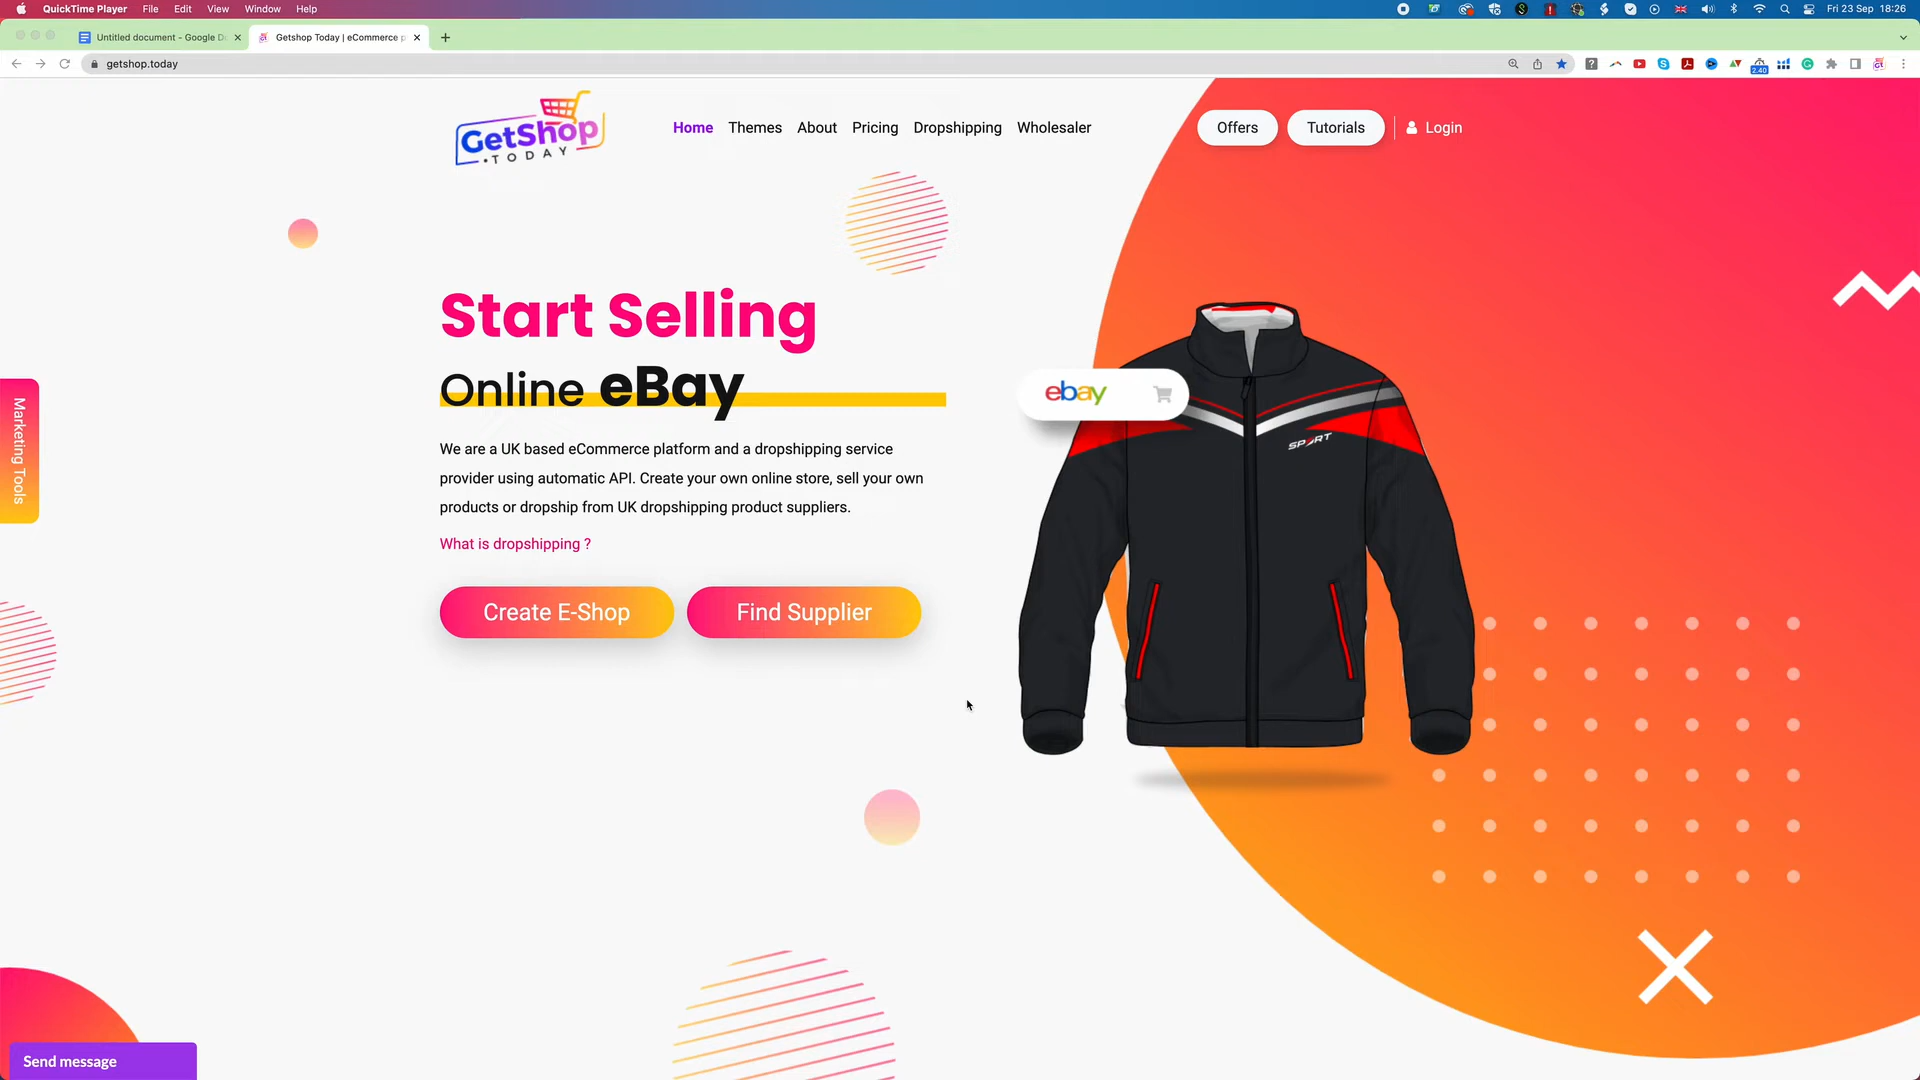 QuickTime Player File Edit View Window Help
Fri 23 Sep 18:26
Untitled document - Google D
Getshop Today | eCommerce p
getshop.today
2.40
GetShop
TODAY
Home Themes About Pricing Dropshipping Wholesaler
Offers Tutorials Login
Start Selling
Online eBay
ebay
SPORT
We are a UK based eCommerce platform and a dropshipping service
provider using automatic API. Create your own online store, sell your own
products or dropship from UK dropshipping product suppliers.
What is dropshipping ?
Create E-Shop Find Supplier
Marketing Tools
Send message